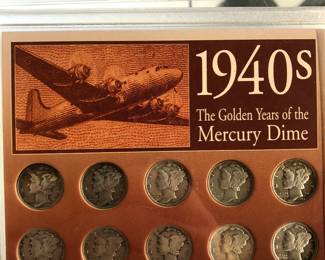 1940s
The Golden Years of the
Mercury Dime